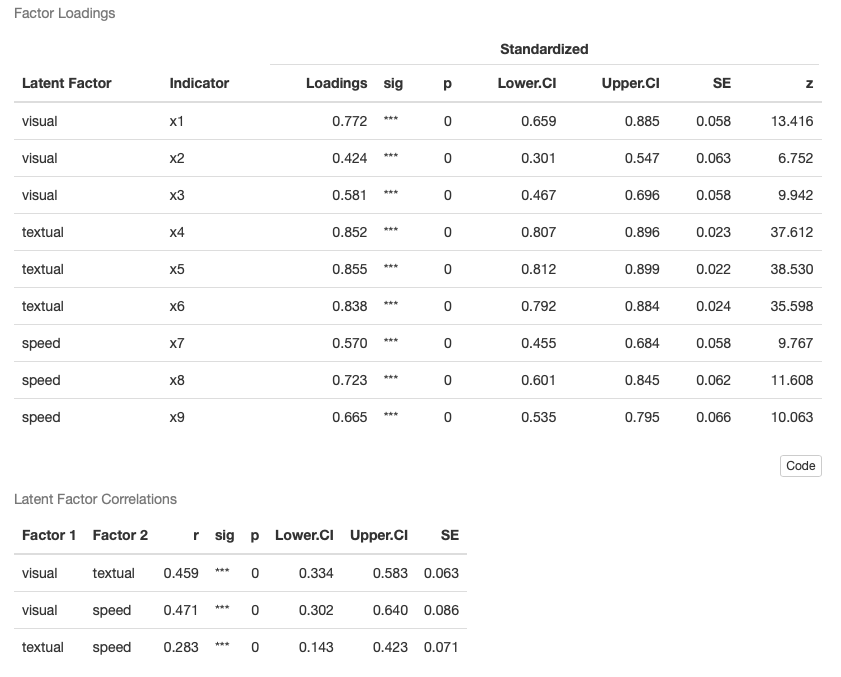 Factor Loadings
Standardized
Latent Factor Indicator Loadings sig p Lower.CI Upper.CI SE z
visual x1 0.772 *** 0 0.659 0.885 0.058 13.416
visual x2 0.424 *** 0 0.301 0.547 0.063 6.752
visual x3 0.581 *** 0 0.467 0.696 0.058 9.942
textual x4 0.852 *** 0 0.807 0.896 0.023 37.612
textual x5 0.855 *** 0 0.812 0.899 0.022 38.530
textual x6 0.838 *** 0 0.792 0.884 0.024 35.598
speed x7 0.570 *** 0 0.455 0.684 0.058 9.767
speed x8 0.723 *** 0 0.601 0.845 0.062 11.608
speed x9 0.665 *** 0 0.535 0.795 0.066 10.063
Code
Latent Factor Correlations
Factor 1 Factor 2 r sig p Lower.CI Upper.CI SE
visual textual 0.459 *** 0 0.334 0.583 0.063
visual speed 0.471 *** 0 0.302 0.640 0.086
textual speed 0.283 *** 0 0.143 0.423 0.071